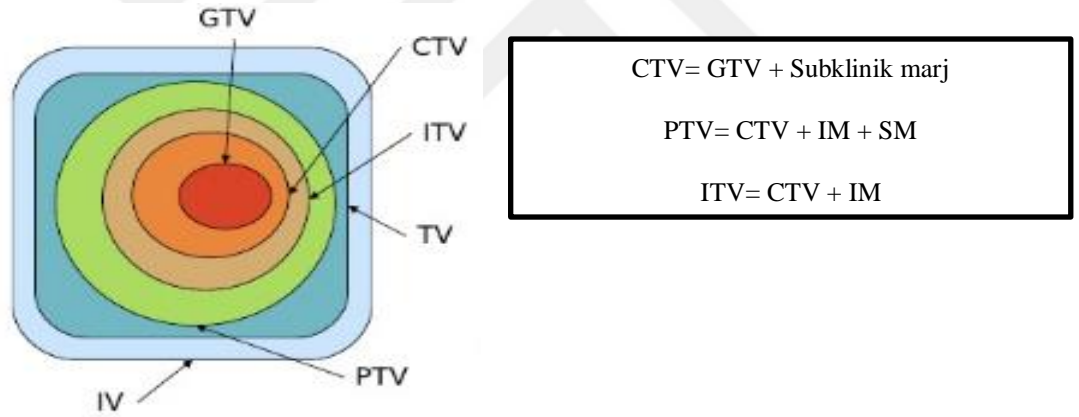 GTV
CTV
ITV
TV
PTV
IV
CTV= GTV + Subklinik marj
PTV= CTV + IM + SM
ITV= CTV + IM